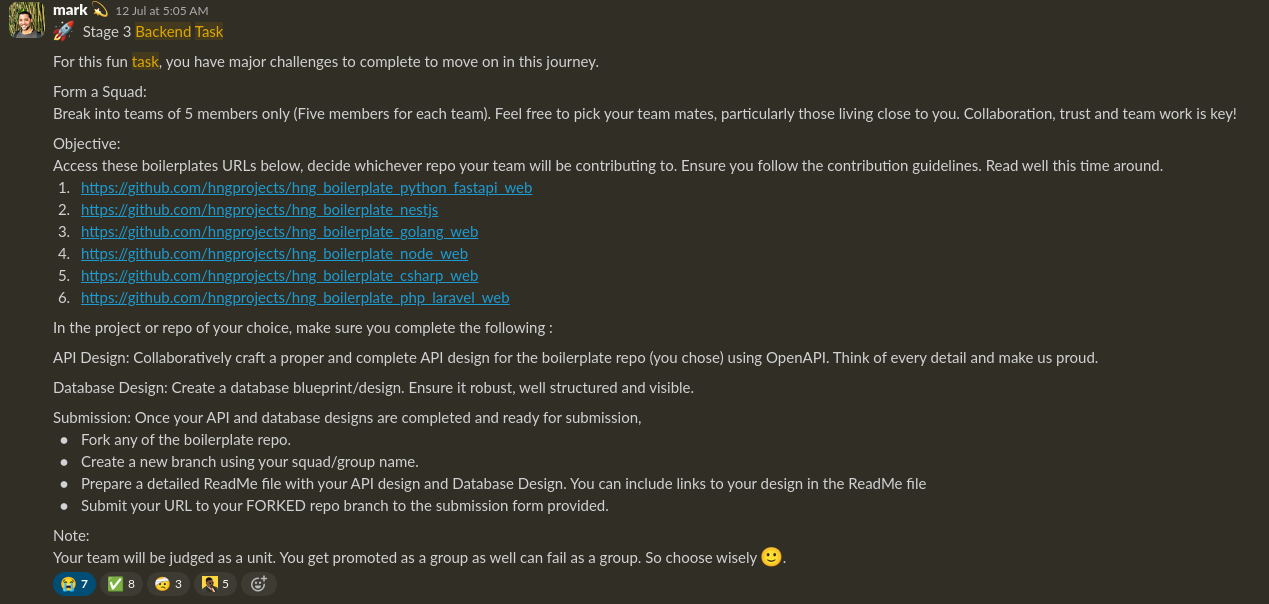 mark 💫 12 Jul at 5:05 AM
🚀 Stage 3 Backend Task
For this fun task, you have major challenges to complete to move on in this journey.
Form a Squad:
Break into teams of 5 members only (Five members for each team). Feel free to pick your team mates, particularly those living close to you. Collaboration, trust and team work is key!
Objective:
Access these boilerplates URLs below, decide whichever repo your team will be contributing to. Ensure you follow the contribution guidelines. Read well this time around.
1. https://github.com/hngprojects/hng_boilerplate_python_fastapi_web
2. https://github.com/hngprojects/hng_boilerplate_nestjs
3. https://github.com/hngprojects/hng_boilerplate_golang_web
4. https://github.com/hngprojects/hng_boilerplate_node_web
5. https://github.com/hngprojects/hng_boilerplate_csharp_web
6. https://github.com/hngprojects/hng_boilerplate_php_laravel_web
In the project or repo of your choice, make sure you complete the following :
API Design: Collaboratively craft a proper and complete API design for the boilerplate repo (you chose) using OpenAPI. Think of every detail and make us proud.
Database Design: Create a database blueprint/design. Ensure it robust, well structured and visible.
Submission: Once your API and database designs are completed and ready for submission,
● Fork any of the boilerplate repo.
● Create a new branch using your squad/group name.
● Prepare a detailed ReadMe file with your API design and Database Design. You can include links to your design in the ReadMe file
● Submit your URL to your FORKED repo branch to the submission form provided.
Note:
Your team will be judged as a unit. You get promoted as a group as well can fail as a group. So choose wisely 🙂.
😭 7 ✅ 8 🤕 3 5